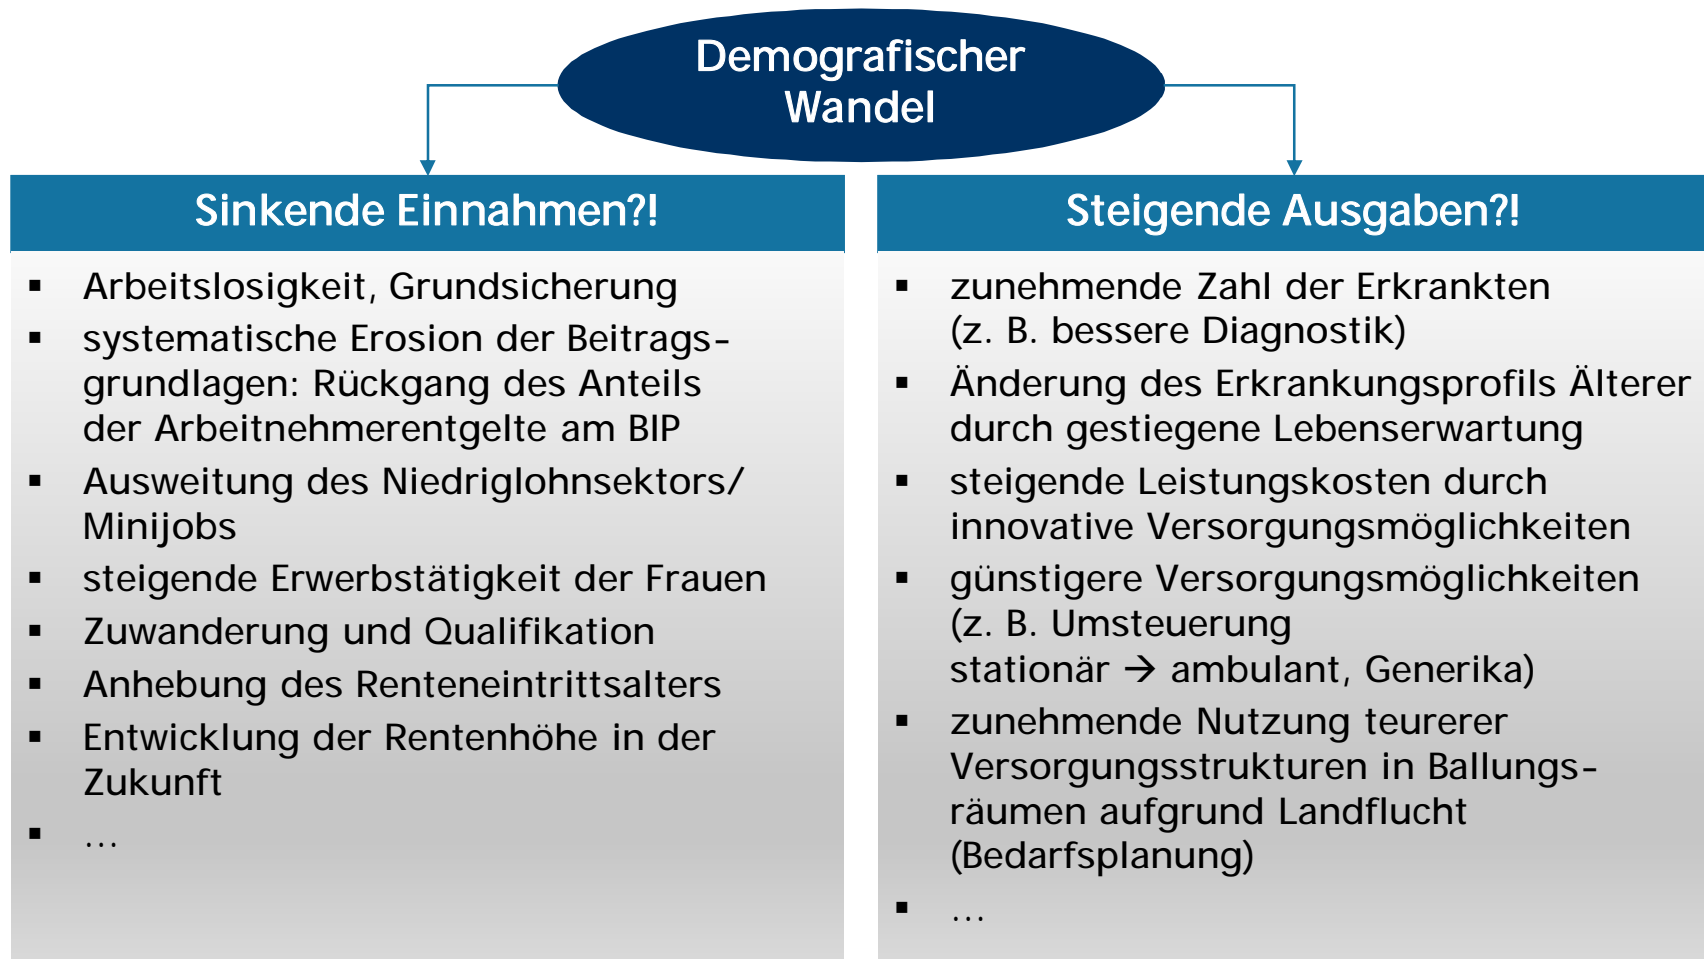 Demografischer
Wandel
Sinkende Einnahmen?!
▪ Arbeitslosigkeit, Grundsicherung
▪ systematische Erosion der Beitrags-
grundlagen: Rückgang des Anteils
der Arbeitnehmerentgelte am BIP
▪ Ausweitung des Niedriglohnsektors/
Minijobs
▪ steigende Erwerbstätigkeit der Frauen
▪ Zuwanderung und Qualifikation
▪ Anhebung des Renteneintrittsalters
▪ Entwicklung der Rentenhöhe in der
Zukunft
▪ …
Steigende Ausgaben?!
▪ zunehmende Zahl der Erkrankten
(z. B. bessere Diagnostik)
▪ Änderung des Erkrankungsprofils Älterer
durch gestiegene Lebenserwartung
▪ steigende Leistungskosten durch
innovative Versorgungsmöglichkeiten
▪ günstigere Versorgungsmöglichkeiten
(z. B. Umsteuerung
stationär → ambulant, Generika)
▪ zunehmende Nutzung teurerer
Versorgungsstrukturen in Ballungs-
räumen aufgrund Landflucht
(Bedarfsplanung)
▪ …